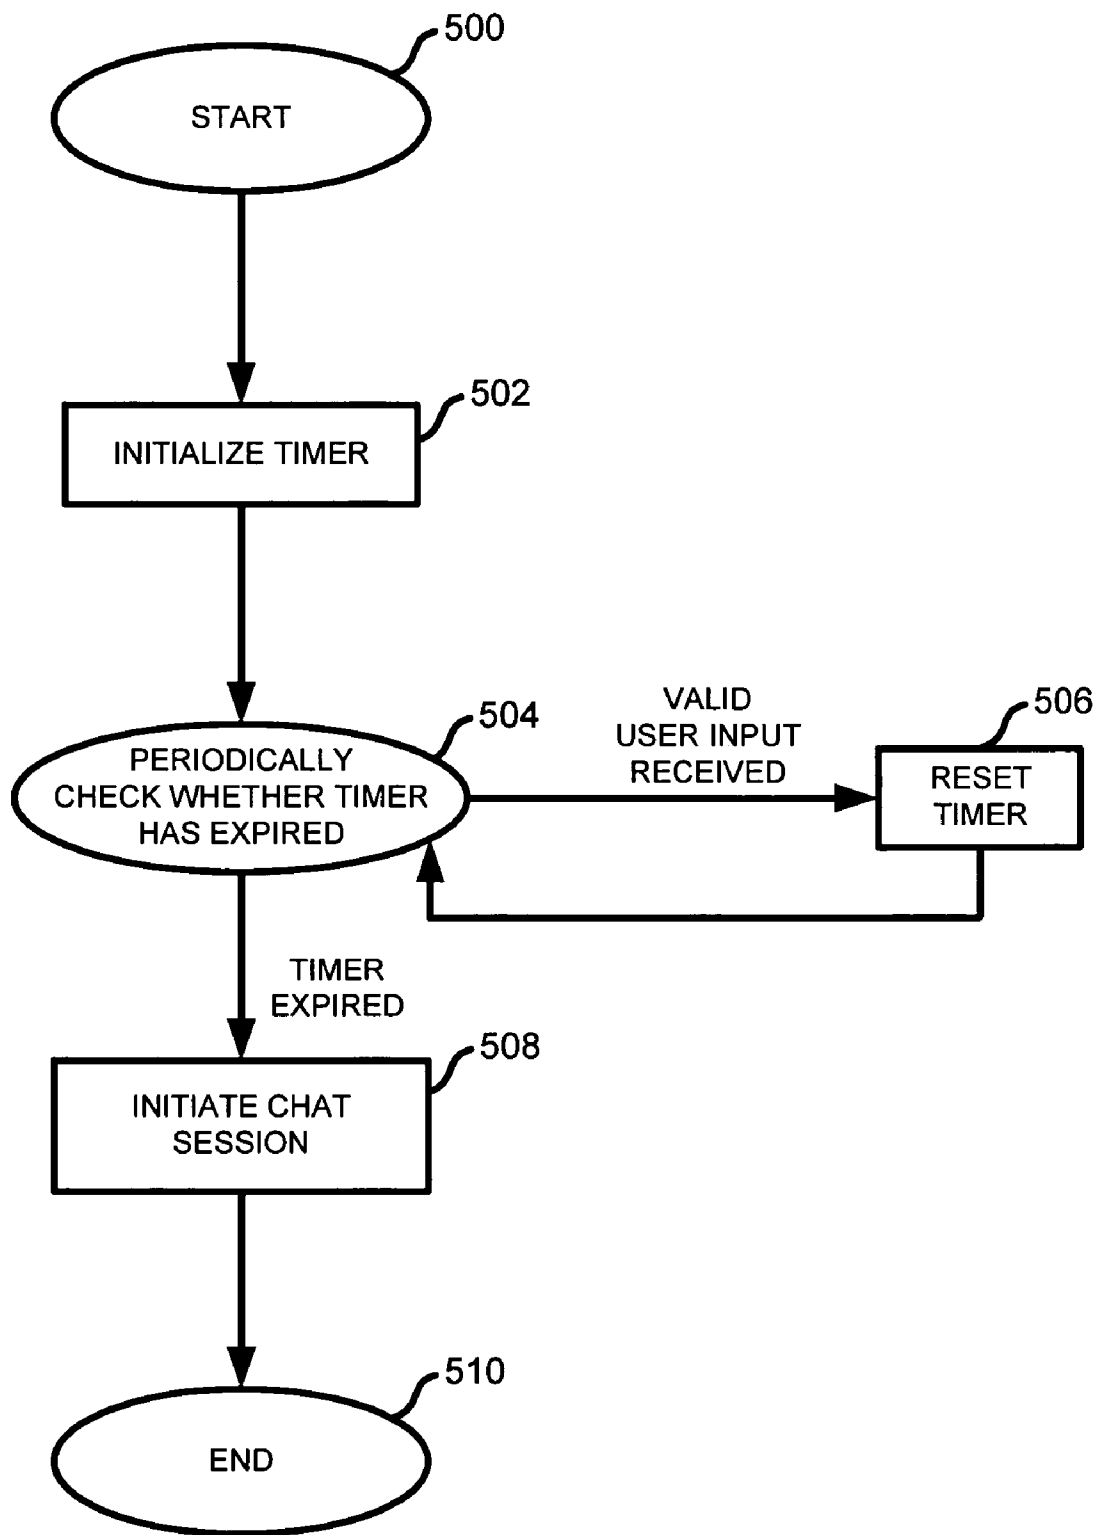 500
START
502
INITIALIZE TIMER
504
PERIODICALLY
CHECK WHETHER TIMER
HAS EXPIRED
VALID
USER INPUT
RECEIVED
506
RESET
TIMER
TIMER
EXPIRED
508
INITIATE CHAT
SESSION
510
END